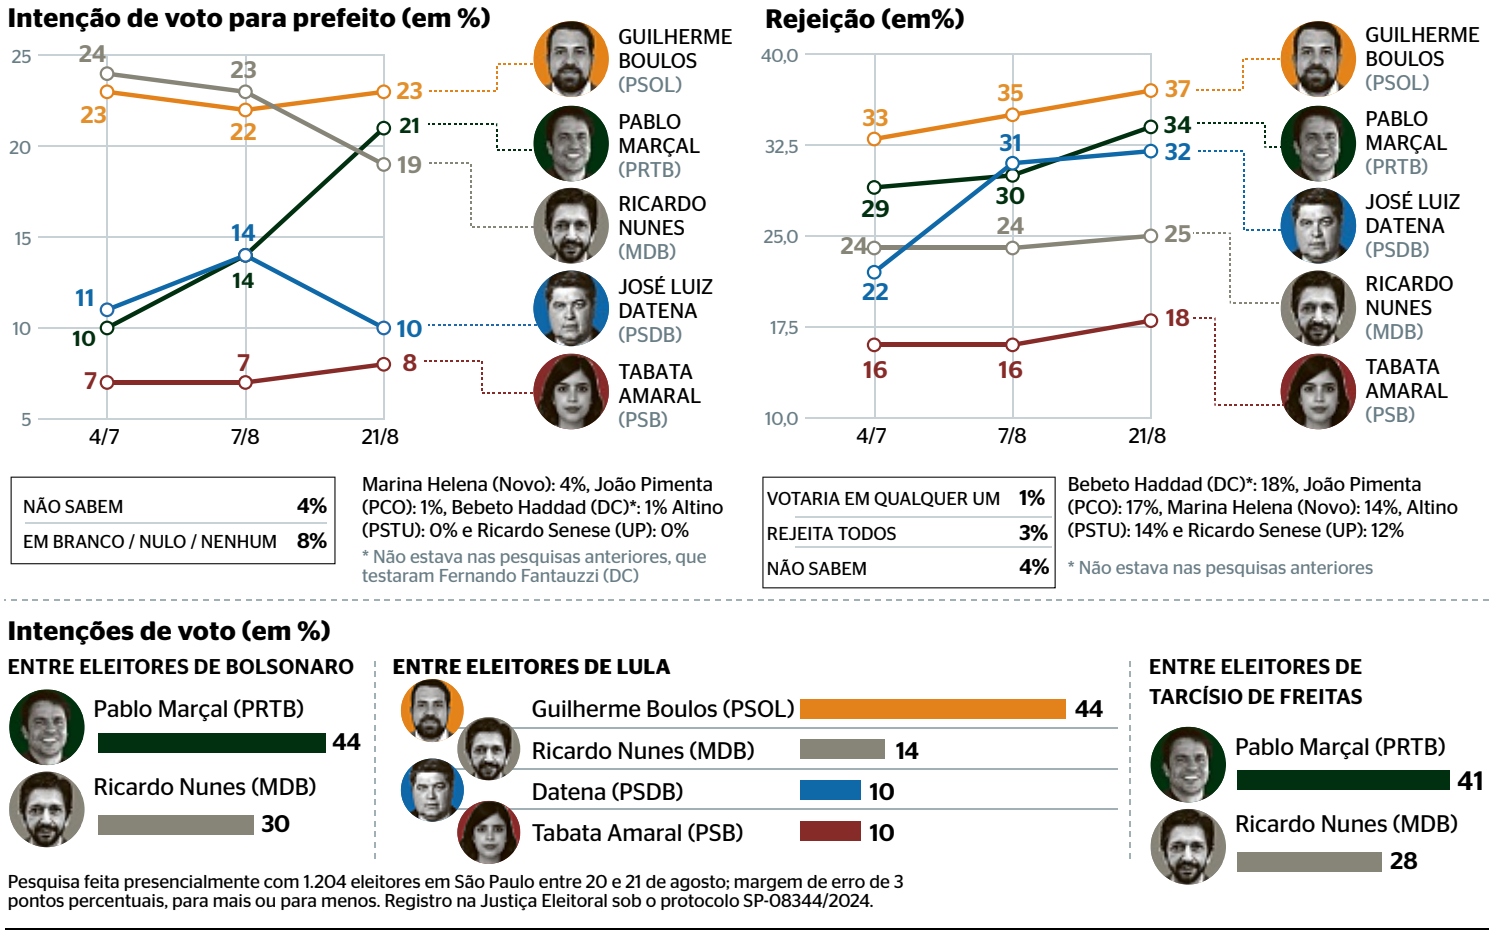 Intenção de voto para prefeito (em %)
25
20
15
10
5
24
23
23
22
23
21
19
14
14
11
10
10
7
7
8
4/7
7/8
21/8
GUILHERME
BOULOS
(PSOL)
PABLO
MARÇAL
(PRTB)
RICARDO
NUNES
(MDB)
JOSÉ LUIZ
DATENA
(PSDB)
TABATA
AMARAL
(PSB)
NÃO SABEM 4%
EM BRANCO / NULO / NENHUM 8%
Marina Helena (Novo): 4%, João Pimenta
(PCO): 1%, Bebeto Haddad (DC)*: 1% Altino
(PSTU): 0% e Ricardo Senese (UP): 0%
* Não estava nas pesquisas anteriores, que
testaram Fernando Fantauzzi (DC)
Rejeição (em%)
40,0
32,5
25,0
17,5
10,0
33
35
37
29
30
34
22
31
32
24
24
25
16
16
18
4/7
7/8
21/8
GUILHERME
BOULOS
(PSOL)
PABLO
MARÇAL
(PRTB)
JOSÉ LUIZ
DATENA
(PSDB)
RICARDO
NUNES
(MDB)
TABATA
AMARAL
(PSB)
VOTARIA EM QUALQUER UM 1%
REJEITA TODOS 3%
NÃO SABEM 4%
Bebeto Haddad (DC)*: 18%, João Pimenta
(PCO): 17%, Marina Helena (Novo): 14%, Altino
(PSTU): 14% e Ricardo Senese (UP): 12%
* Não estava nas pesquisas anteriores
Intenções de voto (em %)
ENTRE ELEITORES DE BOLSONARO
Pablo Marçal (PRTB)
44
Ricardo Nunes (MDB)
30
ENTRE ELEITORES DE LULA
Guilherme Boulos (PSOL) 44
Ricardo Nunes (MDB) 14
Datena (PSDB) 10
Tabata Amaral (PSB) 10
ENTRE ELEITORES DE
TARCÍSIO DE FREITAS
Pablo Marçal (PRTB)
41
Ricardo Nunes (MDB)
28
Pesquisa feita presencialmente com 1.204 eleitores em São Paulo entre 20 e 21 de agosto; margem de erro de 3
pontos percentuais, para mais ou para menos. Registro na Justiça Eleitoral sob o protocolo SP-08344/2024.